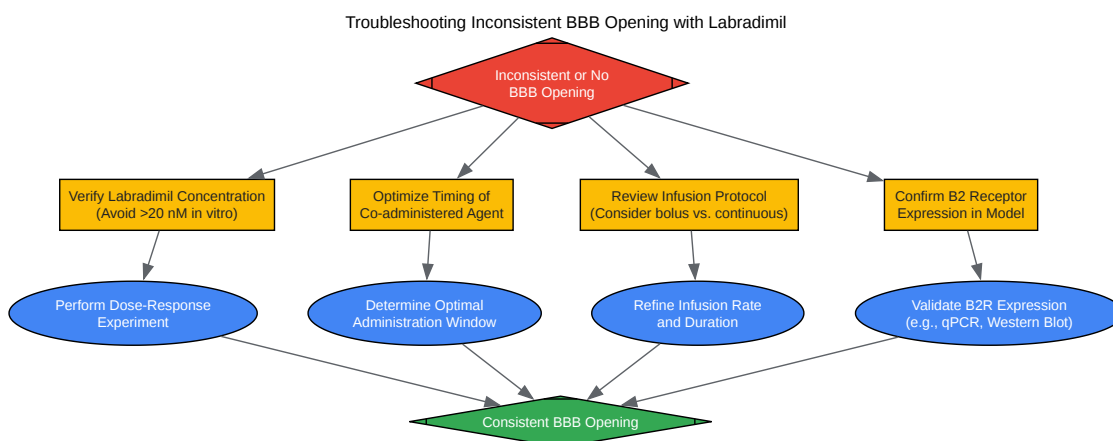 Troubleshooting Inconsistent BBB Opening with Labradimil
Inconsistent or No
BBB Opening
Verify Labradimil Concentration
(Avoid >20 nM in vitro)
Optimize Timing of
Co-administered Agent
Review Infusion Protocol
(Consider bolus vs. continuous)
Confirm B2 Receptor
Expression in Model
Perform Dose-Response
Experiment
Determine Optimal
Administration Window
Refine Infusion Rate
and Duration
Validate B2R Expression
(e.g., qPCR, Western Blot)
Consistent BBB Opening